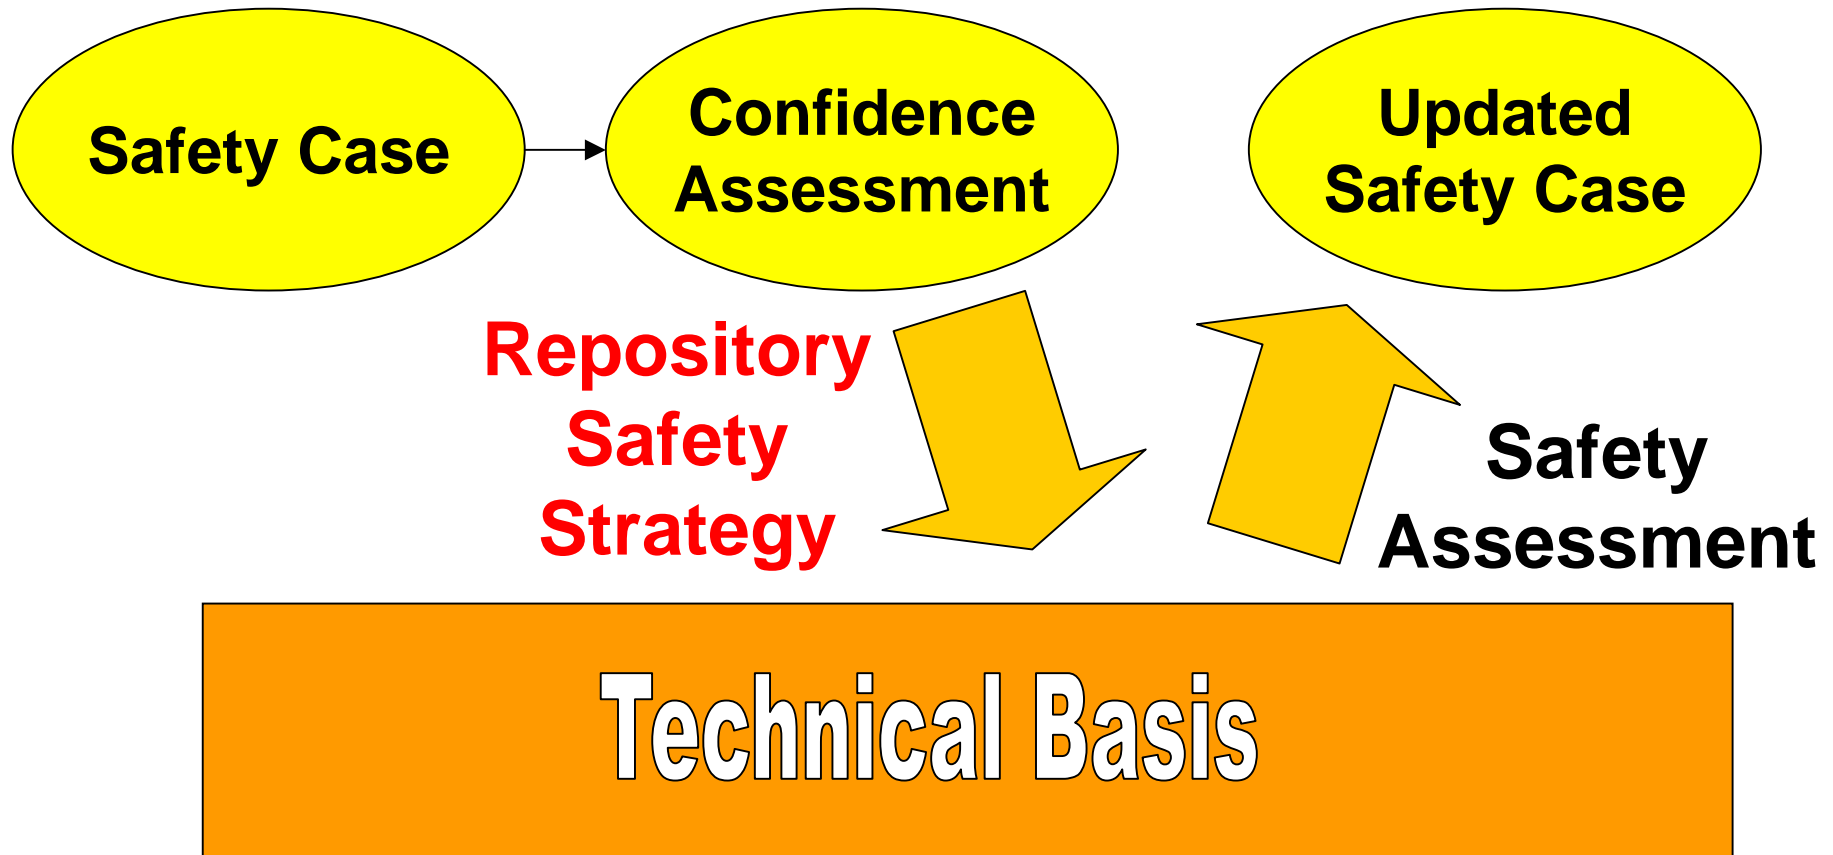 Safety Case
Confidence
Assessment
Updated
Safety Case
Repository
Safety
Strategy
Safety
Assessment
Technical Basis